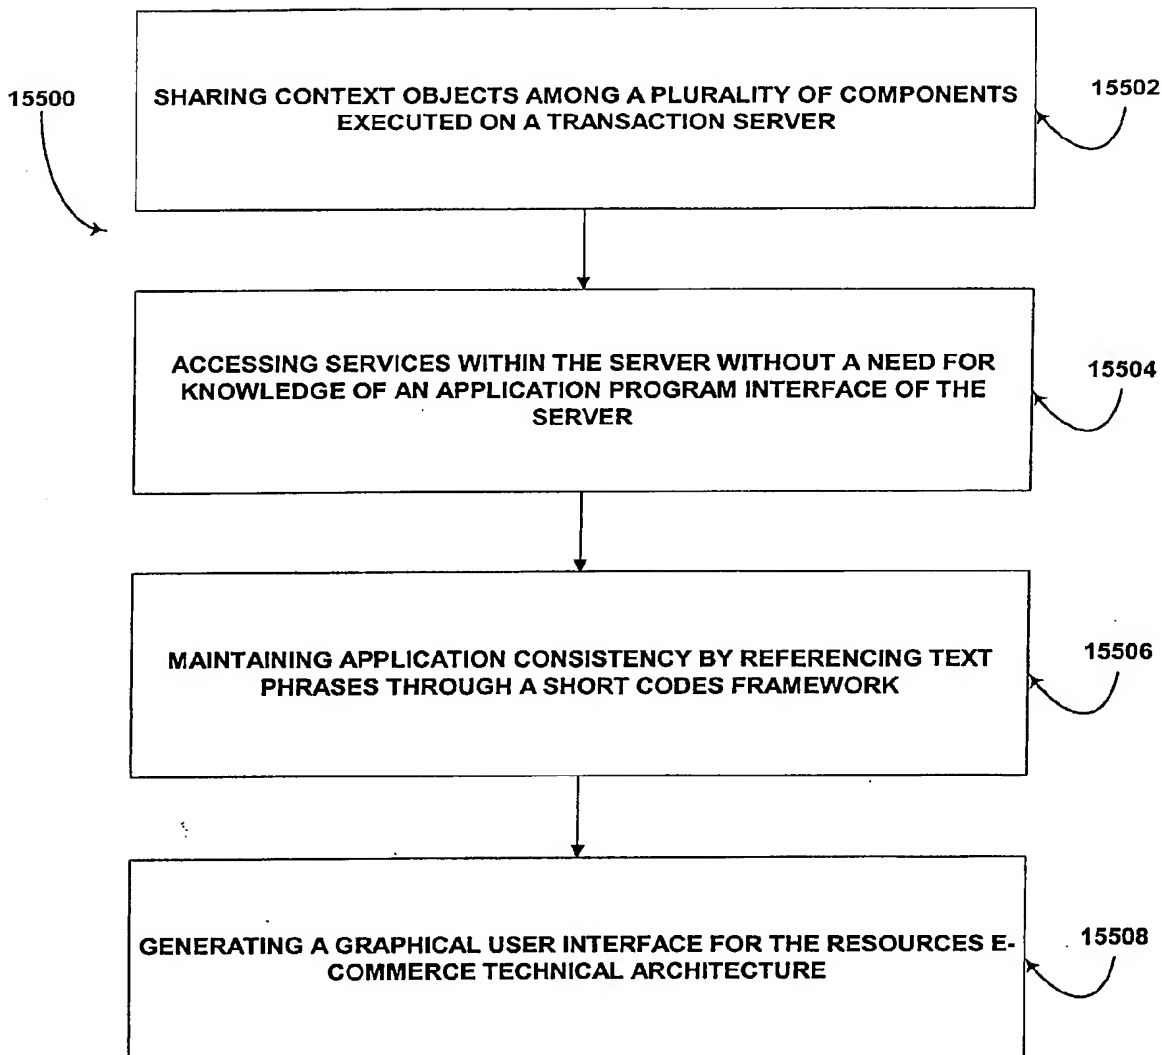 15500
SHARING CONTEXT OBJECTS AMONG A PLURALITY OF COMPONENTS
EXECUTED ON A TRANSACTION SERVER
15502
ACCESSING SERVICES WITHIN THE SERVER WITHOUT A NEED FOR
KNOWLEDGE OF AN APPLICATION PROGRAM INTERFACE OF THE
SERVER
15504
MAINTAINING APPLICATION CONSISTENCY BY REFERENCING TEXT
PHRASES THROUGH A SHORT CODES FRAMEWORK
15506
GENERATING A GRAPHICAL USER INTERFACE FOR THE RESOURCES E-
COMMERCE TECHNICAL ARCHITECTURE
15508